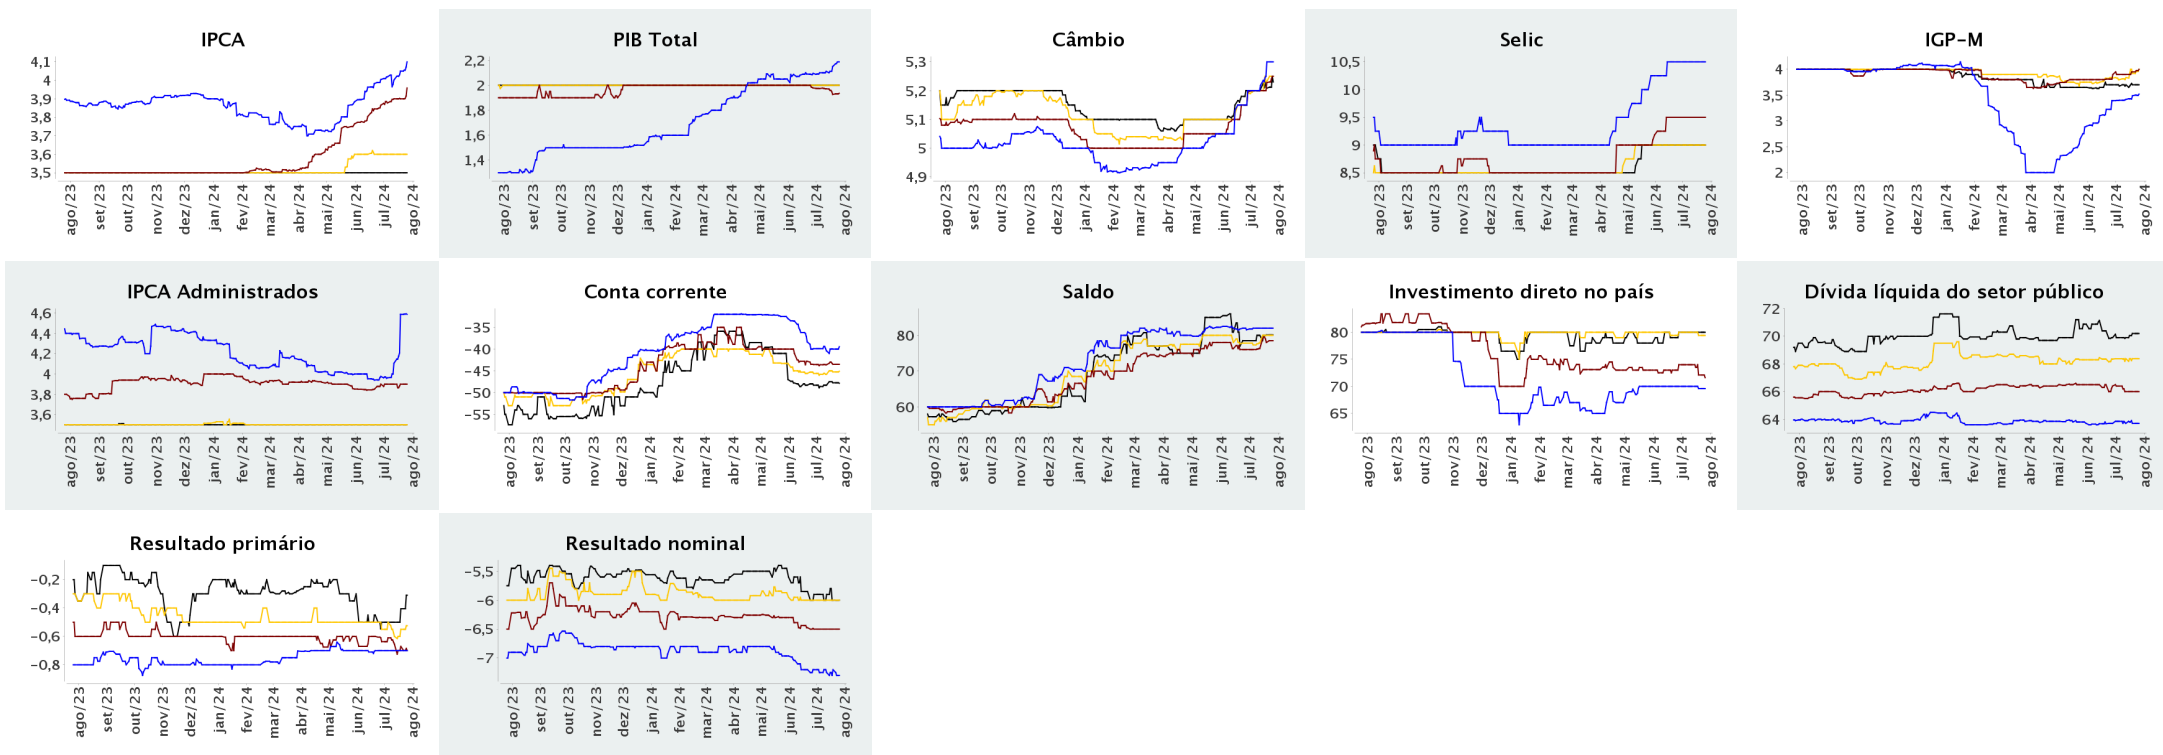 IPCA
4,1
4
3,9
3,8
3,7
3,6
3,5
ago/23 set/23 out/23 nov/23 dez/23 jan/24 fev/24 mar/24 abr/24 mai/24 jun/24 jul/24 ago/24
PIB Total
2,2
2
1,8
1,6
1,4
ago/23 set/23 out/23 nov/23 dez/23 jan/24 fev/24 mar/24 abr/24 mai/24 jun/24 jul/24 ago/24
Câmbio
5,3
5,2
5,1
5
4,9
ago/23 set/23 out/23 nov/23 dez/23 jan/24 fev/24 mar/24 abr/24 mai/24 jun/24 jul/24 ago/24
Selic
10,5
10
9,5
9
8,5
ago/23 set/23 out/23 nov/23 dez/23 jan/24 fev/24 mar/24 abr/24 mai/24 jun/24 jul/24 ago/24
IGP-M
4
3,5
3
2,5
2
ago/23 set/23 out/23 nov/23 dez/23 jan/24 fev/24 mar/24 abr/24 mai/24 jun/24 jul/24 ago/24
IPCA Administrados
4,6
4,4
4,2
4
3,8
3,6
ago/23 set/23 out/23 nov/23 dez/23 jan/24 fev/24 mar/24 abr/24 mai/24 jun/24 jul/24 ago/24
Conta corrente
-35
-40
-45
-50
-55
ago/23 set/23 out/23 nov/23 dez/23 jan/24 fev/24 mar/24 abr/24 mai/24 jun/24 jul/24 ago/24
Saldo
80
70
60
ago/23 set/23 out/23 nov/23 dez/23 jan/24 fev/24 mar/24 abr/24 mai/24 jun/24 jul/24 ago/24
Investimento direto no país
80
75
70
65
ago/23 set/23 out/23 nov/23 dez/23 jan/24 fev/24 mar/24 abr/24 mai/24 jun/24 jul/24 ago/24
Dívida líquida do setor público
72
70
68
66
64
ago/23 set/23 out/23 nov/23 dez/23 jan/24 fev/24 mar/24 abr/24 mai/24 jun/24 jul/24 ago/24
Resultado primário
-0,2
-0,4
-0,6
-0,8
ago/23 set/23 out/23 nov/23 dez/23 jan/24 fev/24 mar/24 abr/24 mai/24 jun/24 jul/24 ago/24
Resultado nominal
-5,5
-6
-6,5
-7
ago/23 set/23 out/23 nov/23 dez/23 jan/24 fev/24 mar/24 abr/24 mai/24 jun/24 jul/24 ago/24